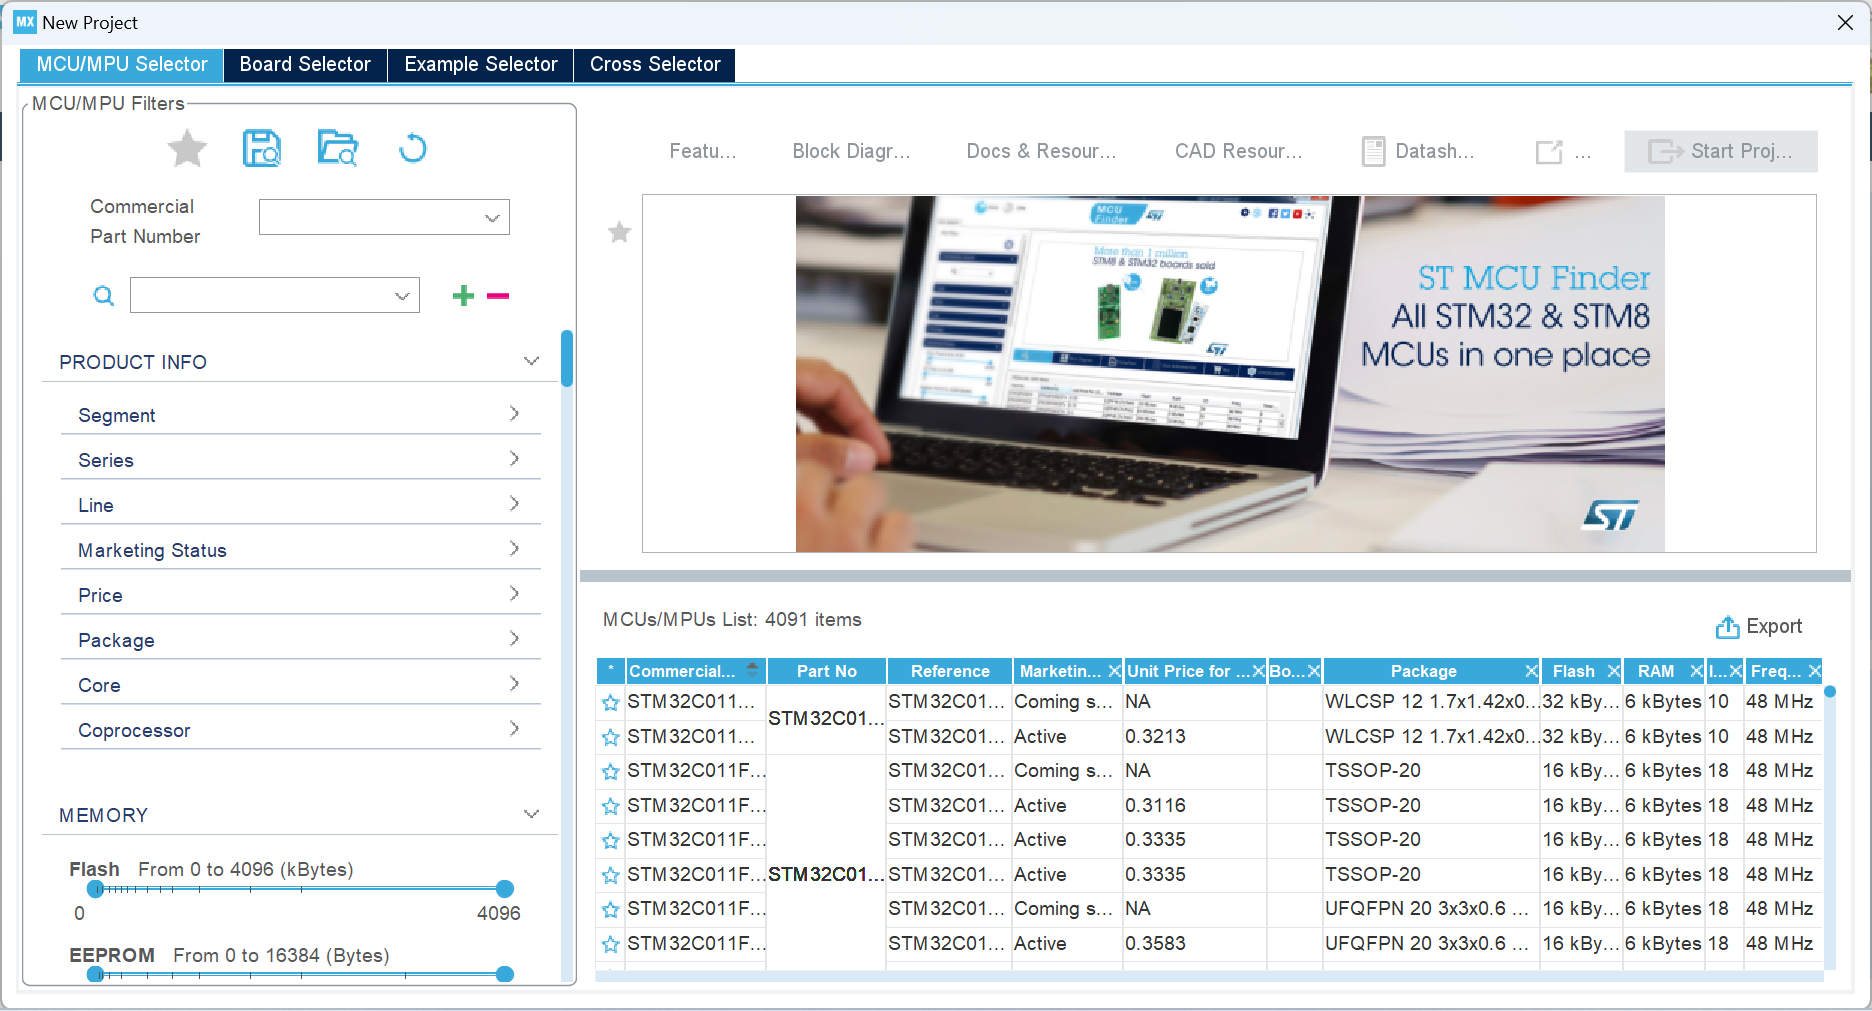 MX New Project
MCU/MPU Selector Board Selector Example Selector Cross Selector
MCU/MPU Filters
Commercial
Part Number
PRODUCT INFO
Segment
Series
Line
Marketing Status
Price
Package
Core
Coprocessor
MEMORY
Flash From 0 to 4096 (kBytes)
0 4096
EEPROM From 0 to 16384 (Bytes)
Featu... Block Diagr... Docs & Resour... CAD Resour... Datash... ... Start Proj...
MCU
Finder
More than 1 million
STM8 & STM32 boards sold
ST MCU Finder
All STM32 & STM8
MCUs in one place
ST
MCUs/MPUs List: 4091 items
Export
* Commercial... Part No Reference Marketin... Unit Price for ... Bo... Package Flash RAM I... Freq...
STM32C011... STM32C01... STM32C01... Coming s... NA WLCSP 12 1.7x1.42x0... 32 kBy... 6 kBytes 10 48 MHz
STM32C011... STM32C01... Active 0.3213 WLCSP 12 1.7x1.42x0... 32 kBy... 6 kBytes 10 48 MHz
STM32C011F... STM32C01... Coming s... NA TSSOP-20 16 kBy... 6 kBytes 18 48 MHz
STM32C011F... STM32C01... Active 0.3116 TSSOP-20 16 kBy... 6 kBytes 18 48 MHz
STM32C011F... STM32C01... Active 0.3335 TSSOP-20 16 kBy... 6 kBytes 18 48 MHz
STM32C011F... STM32C01... STM32C01... Active 0.3335 TSSOP-20 16 kBy... 6 kBytes 18 48 MHz
STM32C011F... STM32C01... Coming s... NA UFQFPN 20 3x3x0.6 ... 16 kBy... 6 kBytes 18 48 MHz
STM32C011F... STM32C01... Active 0.3583 UFQFPN 20 3x3x0.6 ... 16 kBy... 6 kBytes 18 48 MHz